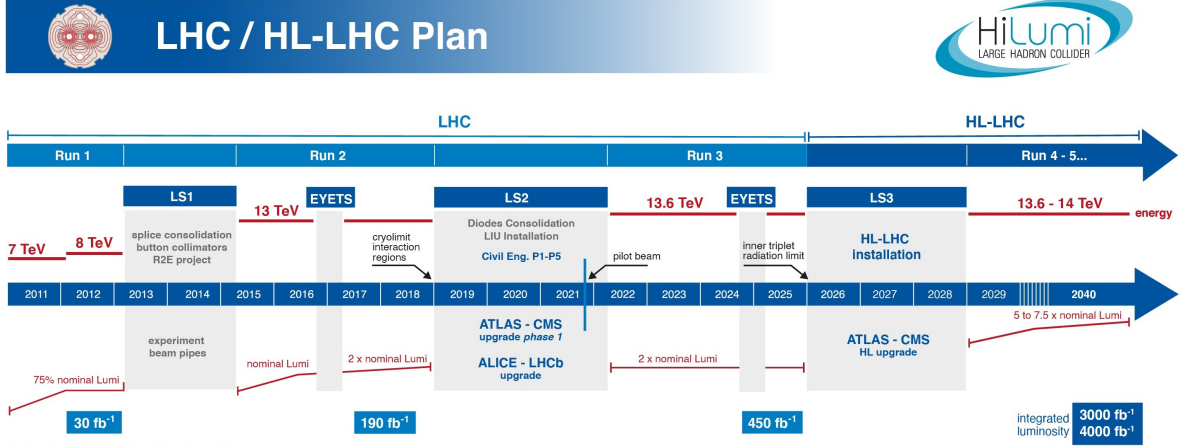 LHC / HL-LHC Plan
HiLumi
LARGE HADRON COLLIDER
LHC
HL-LHC
Run 1
Run 2
Run 3
Run 4 - 5...
LS1
EYETS
LS2
EYETS
LS3
13 TeV
13.6 TeV
13.6 - 14 TeV
energy
7 TeV
8 TeV
splice consolidation
button collimators
R2E project
cryolimit
interaction
regions
Diodes Consolidation
LIU Installation
Civil Eng. P1-P5
pilot beam
inner triplet
radiation limit
HL-LHC
installation
2011
2012
2013
2014
2015
2016
2017
2018
2019
2020
2021
2022
2023
2024
2025
2026
2027
2028
2029
2040
experiment
beam pipes
ATLAS - CMS
upgrade phase 1
ALICE - LHCb
upgrade
ATLAS - CMS
HL upgrade
5 to 7.5 x nominal Lumi
75% nominal Lumi
nominal Lumi
2 x nominal Lumi
2 x nominal Lumi
30 fb⁻¹
190 fb⁻¹
450 fb⁻¹
integrated
luminosity
3000 fb⁻¹
4000 fb⁻¹